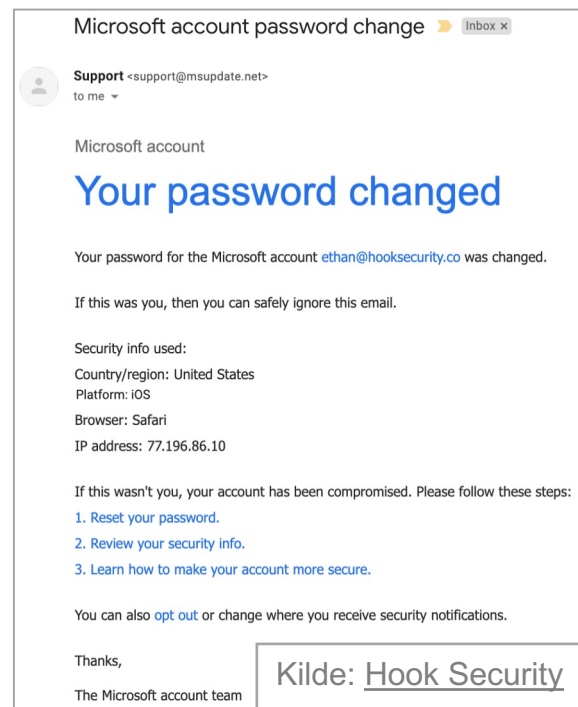 Microsoft account password change Inbox x
Support <support@msupdate.net>
to me
Microsoft account
Your password changed
Your password for the Microsoft account ethan@hooksecurity.co was changed.
If this was you, then you can safely ignore this email.
Security info used:
Country/region: United States
Platform: iOS
Browser: Safari
IP address: 77.196.86.10
If this wasn't you, your account has been compromised. Please follow these steps:
1. Reset your password.
2. Review your security info.
3. Learn how to make your account more secure.
You can also opt out or change where you receive security notifications.
Thanks,
The Microsoft account team
Kilde: Hook Security